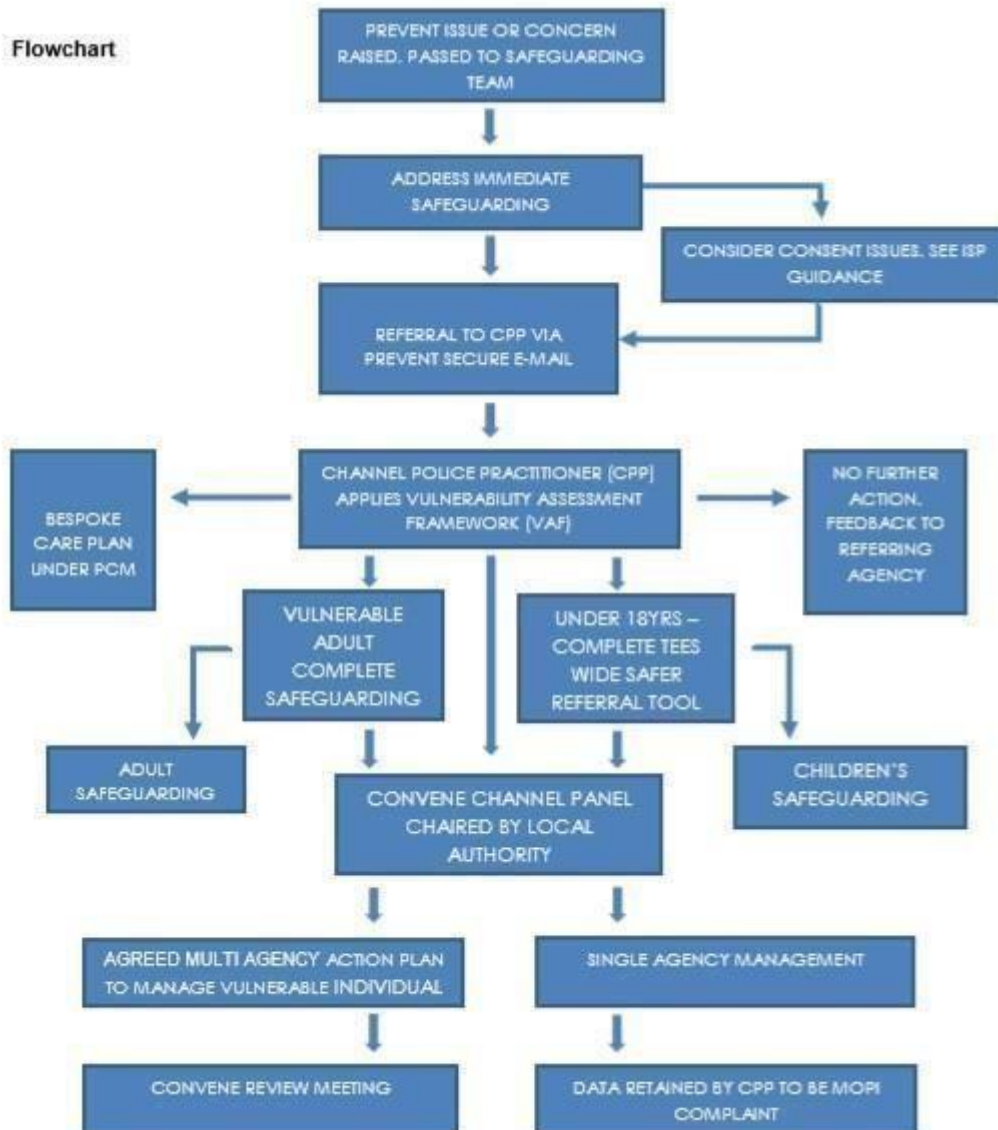 Flowchart
PREVENT ISSUE OR CONCERN
RAISED. PASSED TO SAFEGUARDING
TEAM
ADDRESS IMMEDIATE
SAFEGUARDING
CONSIDER CONSENT ISSUES. SEE ISP
GUIDANCE
REFERRAL TO CPP VIA
PREVENT SECURE E-MAIL
BESPOKE
CARE PLAN
UNDER PCM
CHANNEL POLICE PRACTITIONER (CPP)
APPLIES VULNERABILITY ASSESSMENT
FRAMEWORK (VAF)
NO FURTHER
ACTION.
FEEDBACK TO
REFERRING
AGENCY
VULNERABLE
ADULT
COMPLETE
SAFEGUARDING
UNDER 18YRS –
COMPLETE TEES
WIDE SAFER
REFERRAL TOOL
ADULT
SAFEGUARDING
CONVENE CHANNEL PANEL
CHAIRED BY LOCAL
AUTHORITY
CHILDREN'S
SAFEGUARDING
AGREED MULTI AGENCY ACTION PLAN
TO MANAGE VULNERABLE INDIVIDUAL
SINGLE AGENCY MANAGEMENT
CONVENE REVIEW MEETING
DATA RETAINED BY CPP TO BE MOPI
COMPLAINT